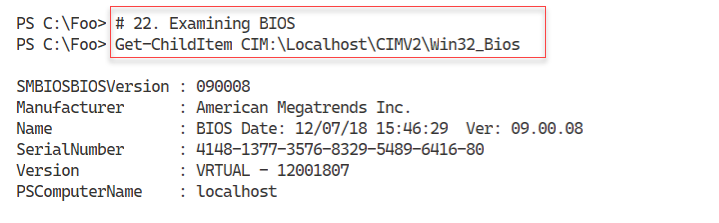 PS C:\Foo> # 22. Examining BIOS
PS C:\Foo> Get-ChildItem CIM:\Localhost\CIMV2\Win32_Bios
SMBIOSBIOSVersion : 090008
Manufacturer      : American Megatrends Inc.
Name              : BIOS Date: 12/07/18 15:46:29  Ver: 09.00.08
SerialNumber      : 4148-1377-3576-8329-5489-6416-80
Version           : VRTUAL - 12001807
PSComputerName    : localhost